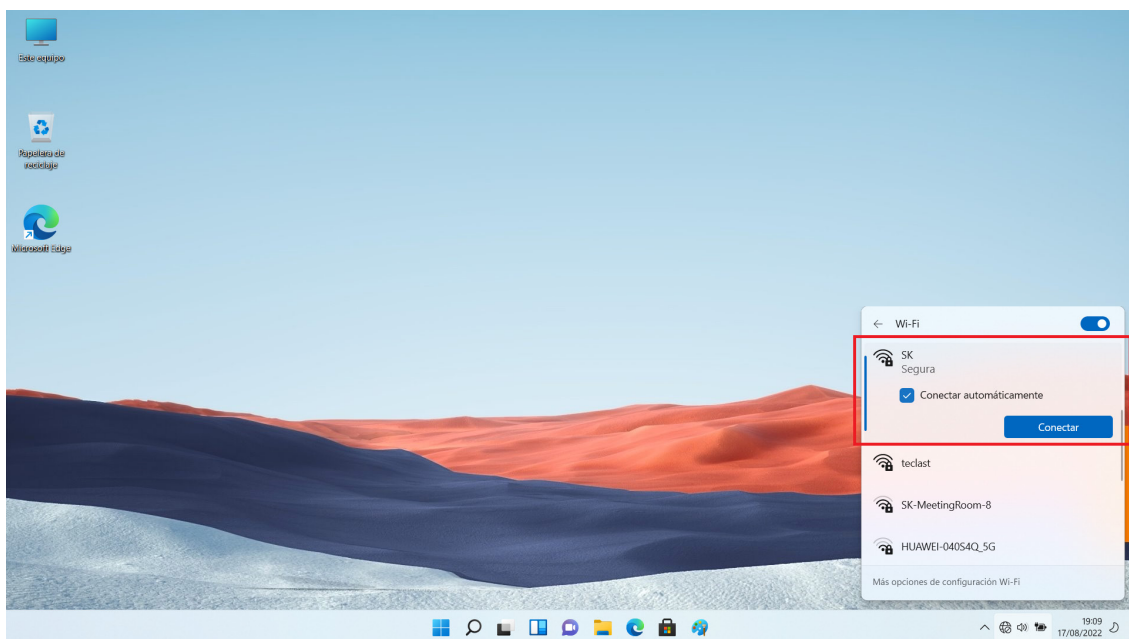 Este equipo
Papelera de
reciclaje
Microsoft Edge
Wi-Fi
SK
Segura
Conectar automáticamente
Conectar
teclast
SK-MeetingRoom-8
HUAWEI-040S4Q_5G
Más opciones de configuración Wi-Fi
19:09
17/08/2022